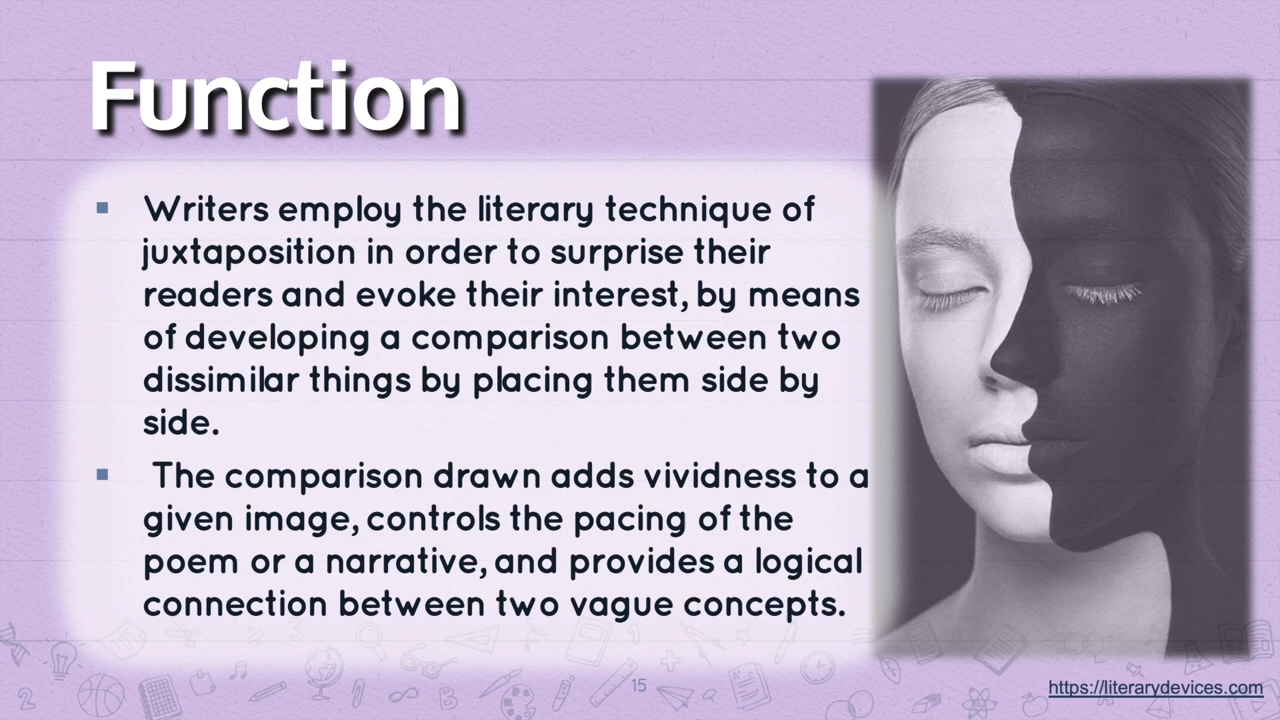 Function
▪ Writers employ the literary technique of
juxtaposition in order to surprise their
readers and evoke their interest, by means
of developing a comparison between two
dissimilar things by placing them side by
side.
▪ The comparison drawn adds vividness to a
given image, controls the pacing of the
poem or a narrative, and provides a logical
connection between two vague concepts.
15
https://literarydevices.com